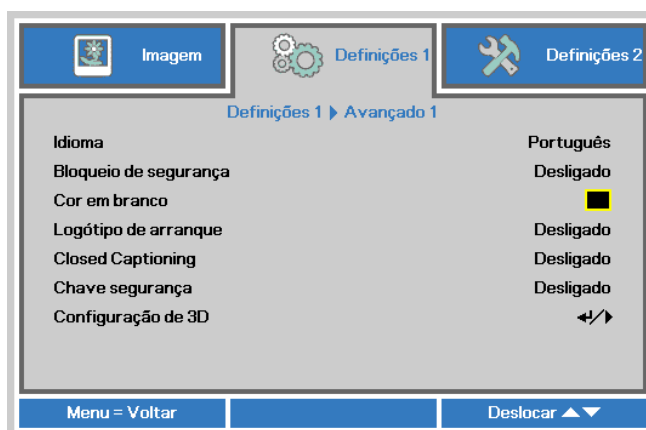 Imagem
Definições 1
Definições 2
Definições 1 Avançado 1
Idioma Português
Bloqueio de segurança Desligado
Cor em branco
Logótipo de arranque Desligado
Closed Captioning Desligado
Chave segurança Desligado
Configuração de 3D
Menu = Voltar
Deslocar